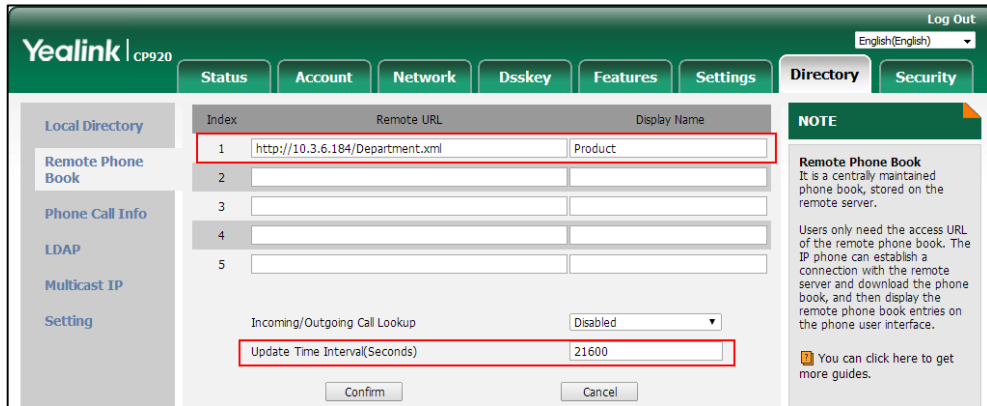 Log Out
Yealink CP920
English(English)
Status Account Network Dsskey Features Settings Directory Security
Local Directory
Remote Phone
Book
Phone Call Info
LDAP
Multicast IP
Setting
Index Remote URL Display Name
1 http://10.3.6.184/Department.xml Product
2
3
4
5
Incoming/Outgoing Call Lookup Disabled
Update Time Interval(Seconds) 21600
Confirm Cancel
NOTE
Remote Phone Book
It is a centrally maintained
phone book, stored on the
remote server.
Users only need the access URL
of the remote phone book. The
IP phone can establish a
connection with the remote
server and download the phone
book, and then display the
remote phone book entries on
the phone user interface.
You can click here to get
more guides.